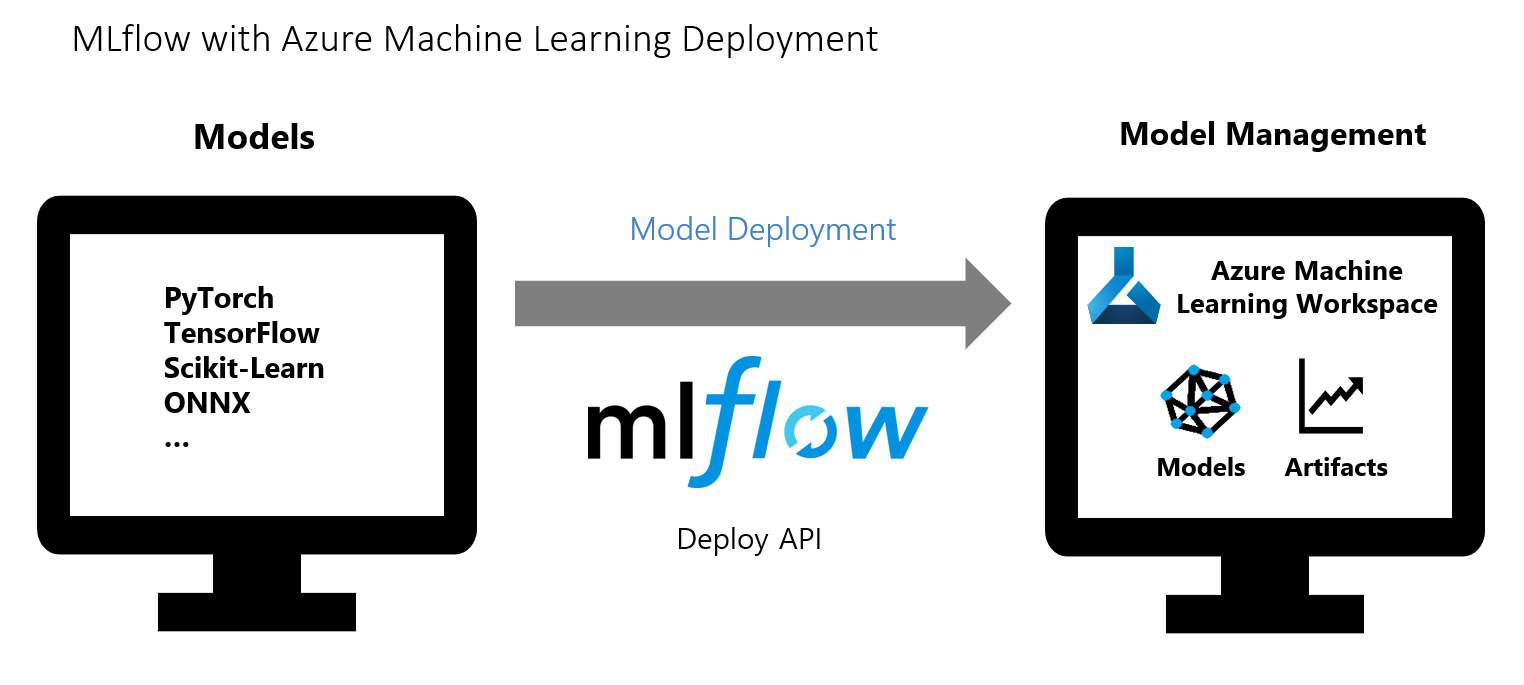 MLflow with Azure Machine Learning Deployment
Models
PyTorch
TensorFlow
Scikit-Learn
ONNX
...
Model Deployment
mlflow
Deploy API
Model Management
Azure Machine
Learning Workspace
Models
Artifacts